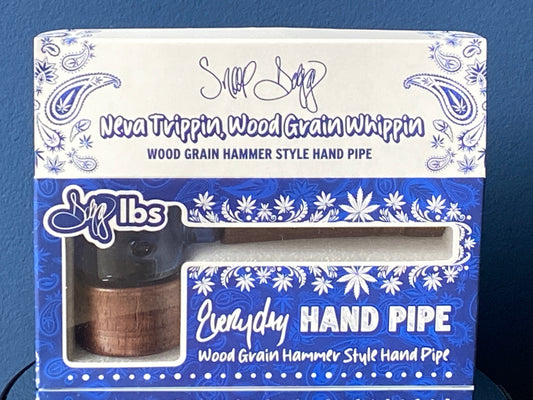 Snoop Dogg
Neva Trippin, Wood Grain Whippin
WOOD GRAIN HAMMER STYLE HAND PIPE
Dogg lbs
Everyday HAND PIPE
Wood Grain Hammer Style Hand Pipe